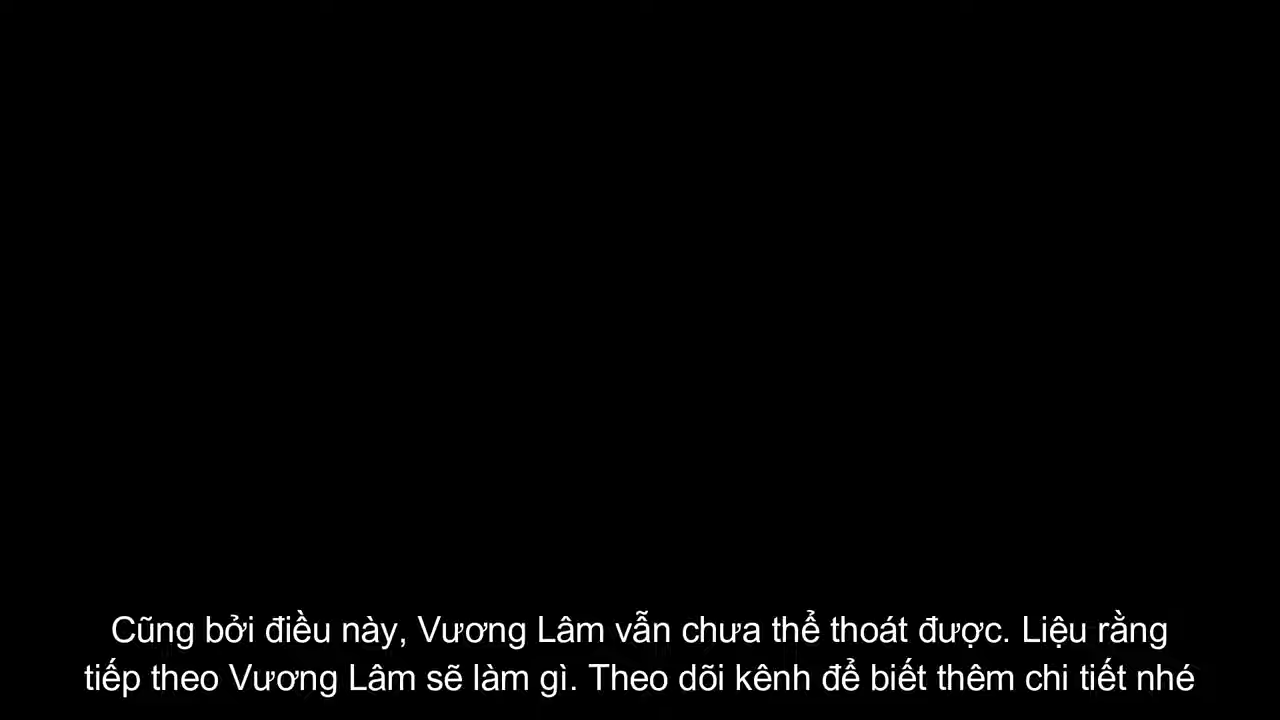 Cũng bởi điều này, Vương Lâm vẫn chưa thể thoát được. Liệu rằng
tiếp theo Vương Lâm sẽ làm gì. Theo dõi kênh để biết thêm chi tiết nhé